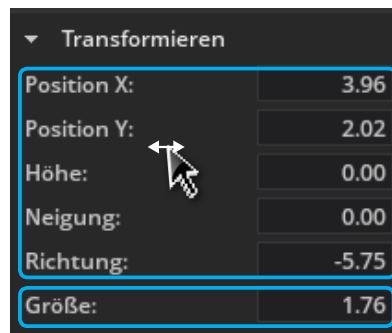 Transformieren
Position X: 3.96
Position Y: 2.02
Höhe: 0.00
Neigung: 0.00
Richtung: -5.75
Größe: 1.76